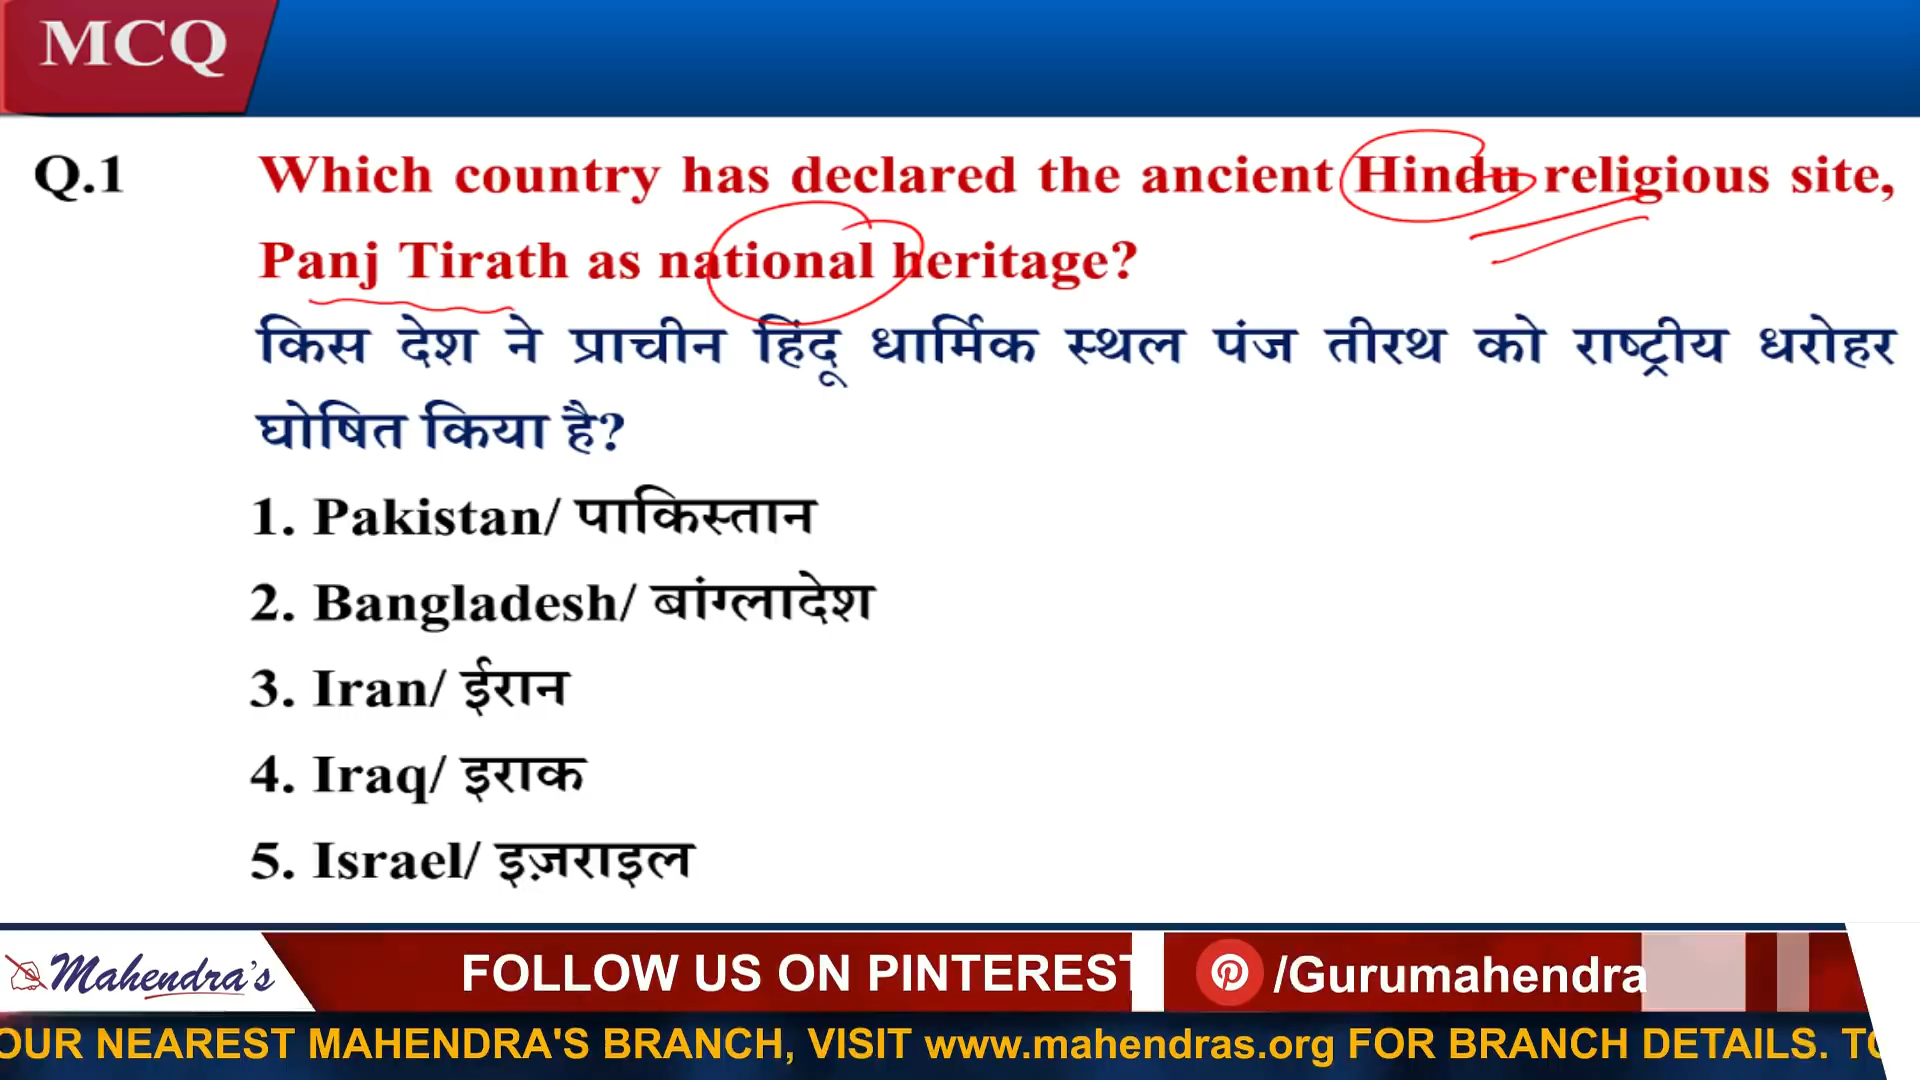 MCQ
Q.1 Which country has declared the ancient Hindu religious site,
Panj Tirath as national heritage?
किस देश ने प्राचीन हिंदू धार्मिक स्थल पंज तीरथ को राष्ट्रीय धरोहर
घोषित किया है?
1. Pakistan/ पाकिस्तान
2. Bangladesh/ बांग्लादेश
3. Iran/ ईरान
4. Iraq/ इराक
5. Israel/ इज़राइल
Mahendra's FOLLOW US ON PINTEREST /Gurumahendra
OUR NEAREST MAHENDRA'S BRANCH, VISIT www.mahendras.org FOR BRANCH DETAILS. TO